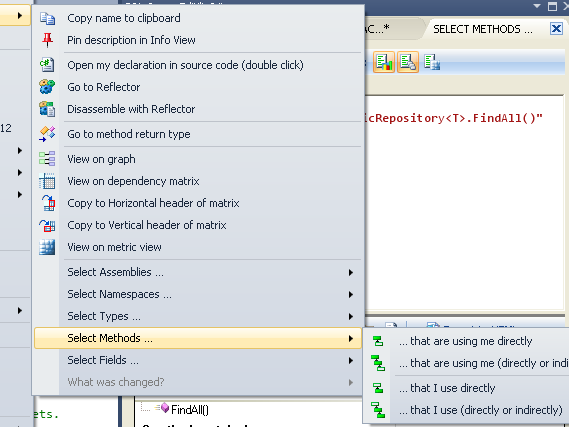 AC...*
SELECT METHODS ...
Copy name to clipboard
Pin description in Info View
Open my declaration in source code (double click)
Go to Reflector
Disassemble with Reflector
12
Go to method return type
View on graph
View on dependency matrix
Copy to Horizontal header of matrix
Copy to Vertical header of matrix
View on metric view
Select Assemblies ...
Select Namespaces ...
Select Types ...
Select Methods ...
Select Fields ...
What was changed?
icRepository<T>.FindAll()"
... that are using me directly
... that are using me (directly or indi
... that I use directly
... that I use (directly or indirectly)
ets.
FindAll()